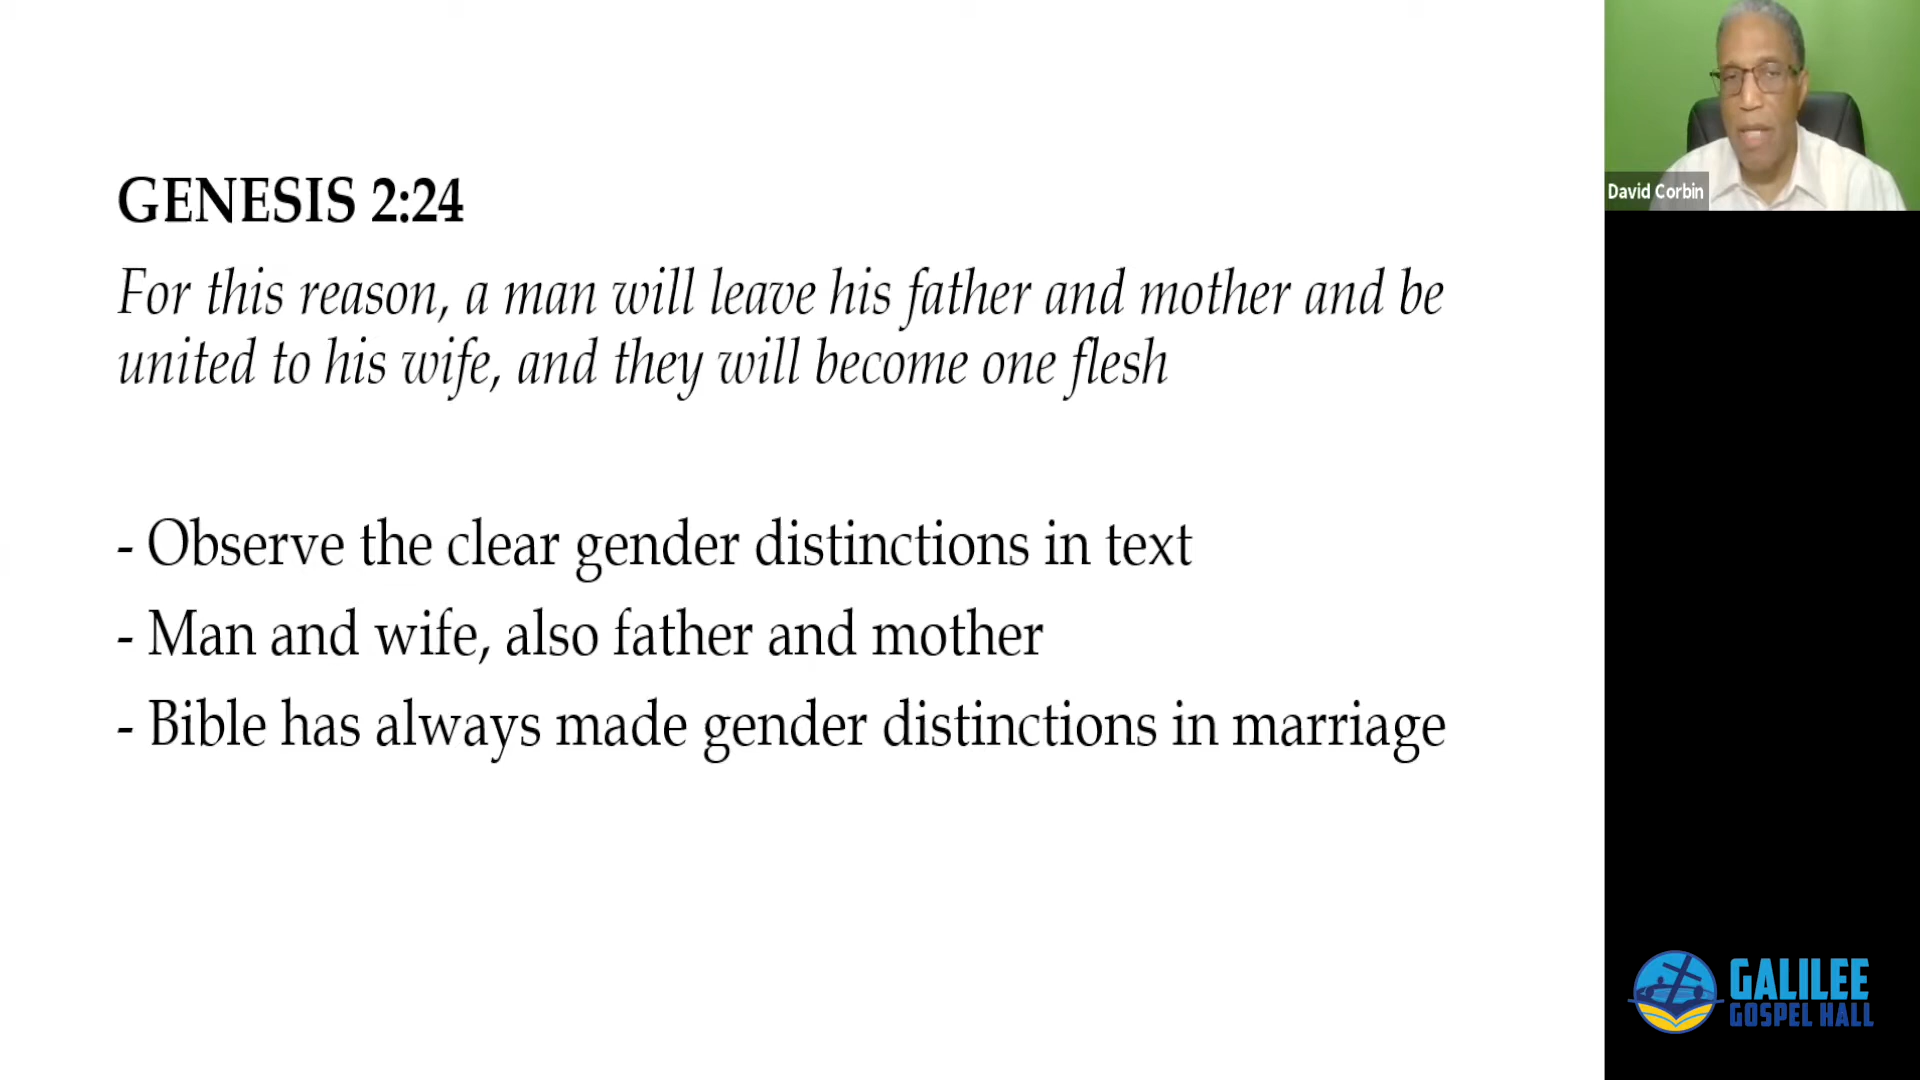 GENESIS 2:24
For this reason, a man will leave his father and mother and be
united to his wife, and they will become one flesh
- Observe the clear gender distinctions in text
- Man and wife, also father and mother
- Bible has always made gender distinctions in marriage
David Corbin
GALILEE
GOSPEL HALL